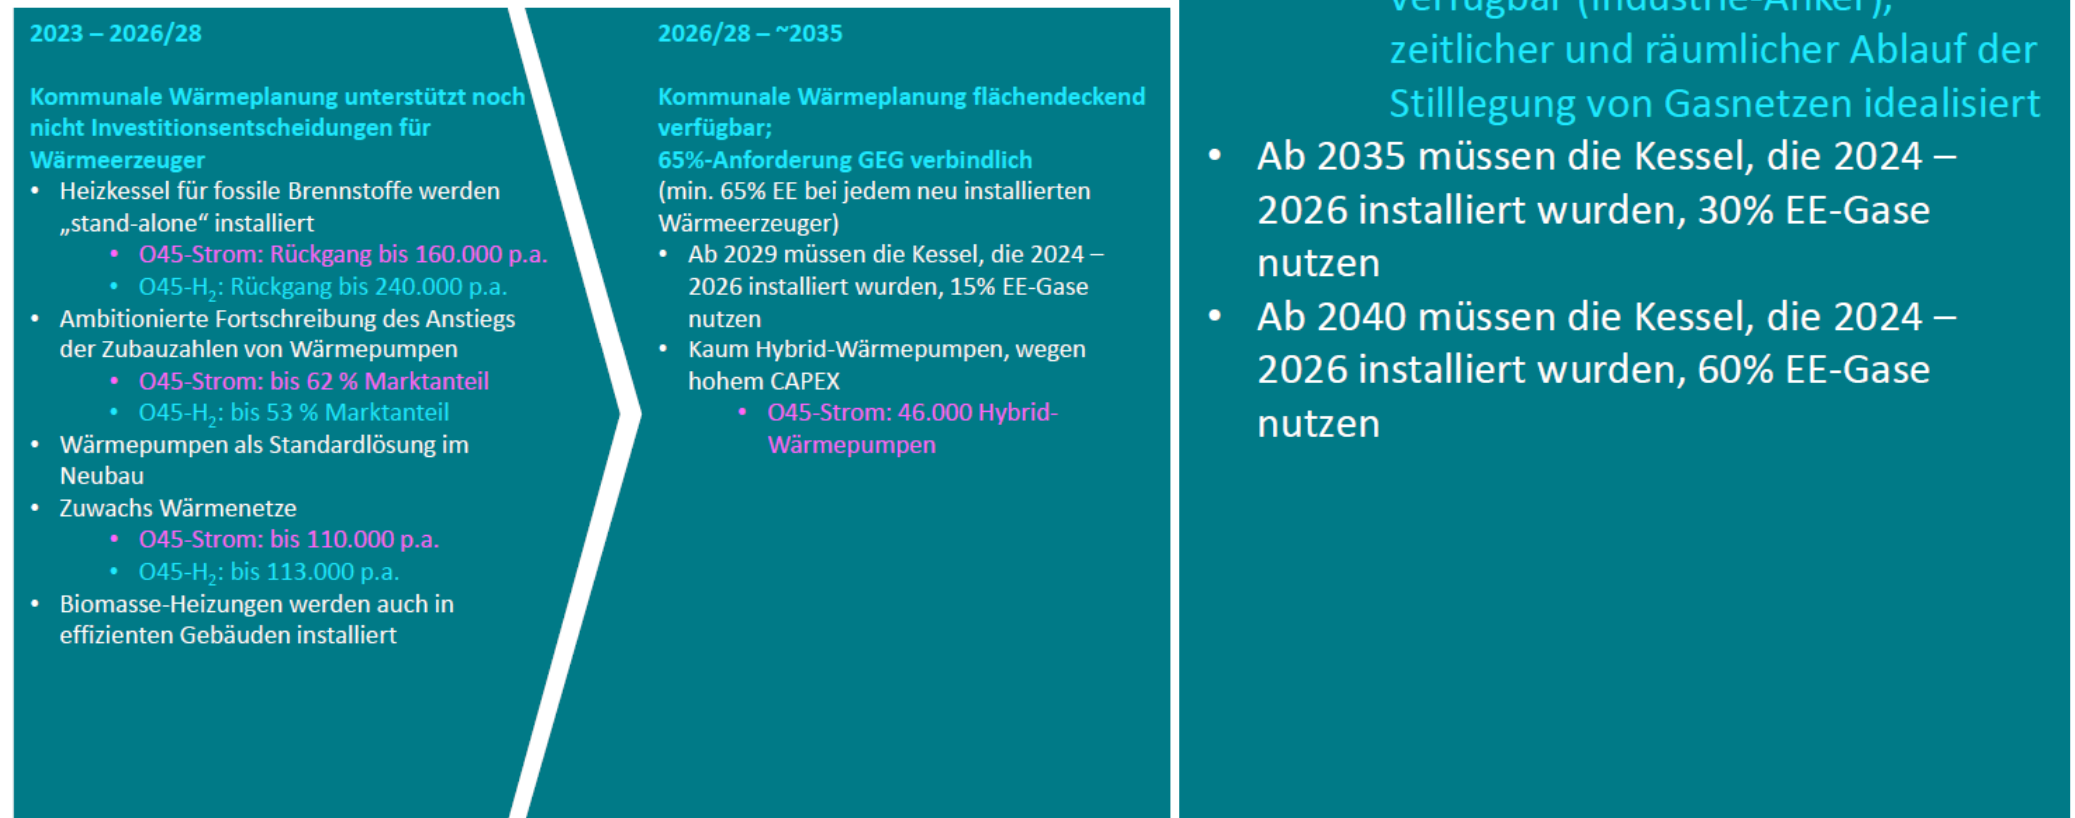 2023 – 2026/28
Kommunale Wärmeplanung unterstützt noch
nicht Investitionsentscheidungen für
Wärmeerzeuger
• Heizkessel für fossile Brennstoffe werden
„stand-alone“ installiert
• O45-Strom: Rückgang bis 160.000 p.a.
• O45-H₂: Rückgang bis 240.000 p.a.
• Ambitionierte Fortschreibung des Anstiegs
der Zubauzahlen von Wärmepumpen
• O45-Strom: bis 62 % Marktanteil
• O45-H₂: bis 53 % Marktanteil
• Wärmepumpen als Standardlösung im
Neubau
• Zuwachs Wärmenetze
• O45-Strom: bis 110.000 p.a.
• O45-H₂: bis 113.000 p.a.
• Biomasse-Heizungen werden auch in
effizienten Gebäuden installiert
2026/28 – ~2035
Kommunale Wärmeplanung flächendeckend
verfügbar;
65%-Anforderung GEG verbindlich
(min. 65% EE bei jedem neu installierten
Wärmeerzeuger)
• Ab 2029 müssen die Kessel, die 2024 –
2026 installiert wurden, 15% EE-Gase
nutzen
• Kaum Hybrid-Wärmepumpen, wegen
hohem CAPEX
• O45-Strom: 46.000 Hybrid-
Wärmepumpen
verfügbar (Industrie-Anker),
zeitlicher und räumlicher Ablauf der
Stilllegung von Gasnetzen idealisiert
• Ab 2035 müssen die Kessel, die 2024 –
2026 installiert wurden, 30% EE-Gase
nutzen
• Ab 2040 müssen die Kessel, die 2024 –
2026 installiert wurden, 60% EE-Gase
nutzen